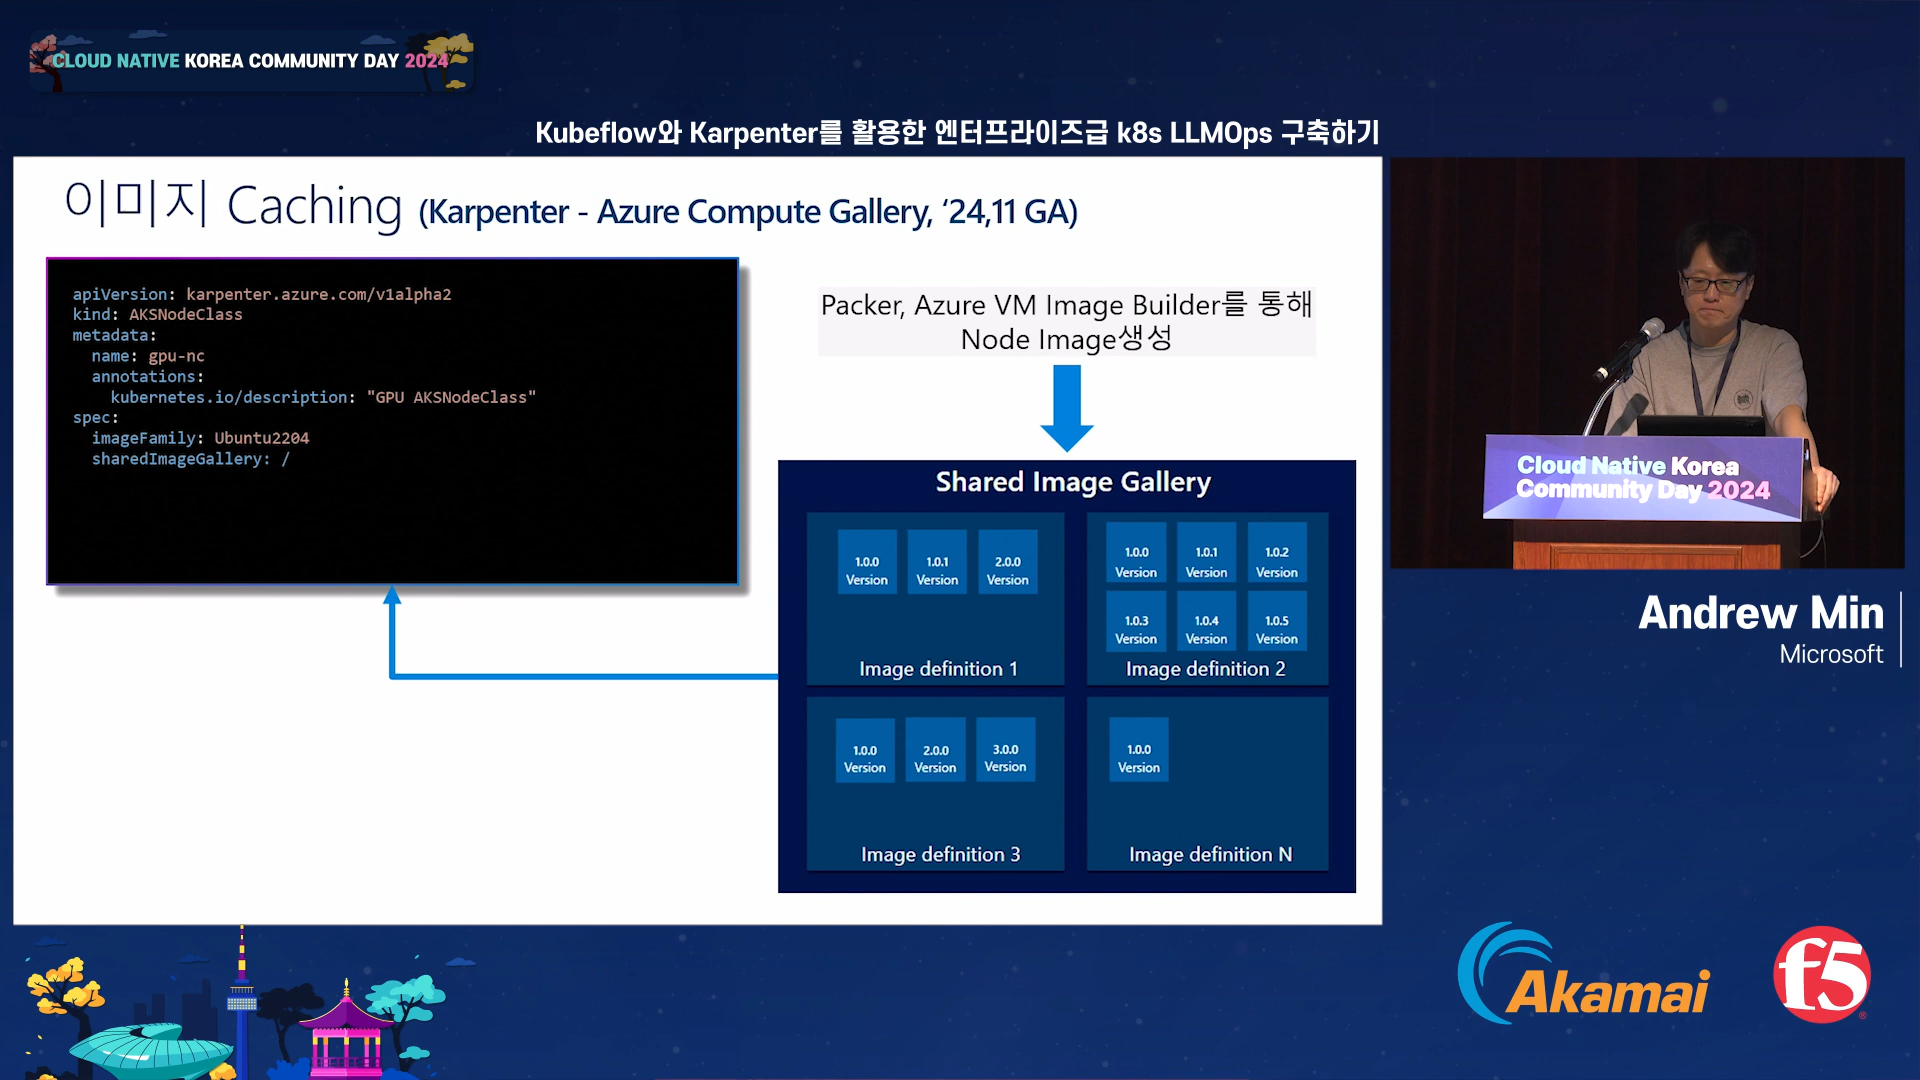 CLOUD NATIVE KOREA COMMUNITY DAY 2024
Kubeflow와 Karpenter를 활용한 엔터프라이즈급 k8s LLMOps 구축하기
이미지 Caching (Karpenter - Azure Compute Gallery, ‘24,11 GA)
apiVersion: karpenter.azure.com/v1alpha2
kind: AKSNodeClass
metadata:
  name: gpu-nc
  annotations:
    kubernetes.io/description: "GPU AKSNodeClass"
spec:
  imageFamily: Ubuntu2204
  sharedImageGallery: /
Packer, Azure VM Image Builder를 통해
Node Image생성
Shared Image Gallery
1.0.0 Version
1.0.1 Version
2.0.0 Version
Image definition 1
1.0.0 Version
1.0.1 Version
1.0.2 Version
1.0.3 Version
1.0.4 Version
1.0.5 Version
Image definition 2
1.0.0 Version
2.0.0 Version
3.0.0 Version
Image definition 3
1.0.0 Version
Image definition N
Cloud Native Korea
Community Day 2024
Andrew Min
Microsoft
Akamai
f5